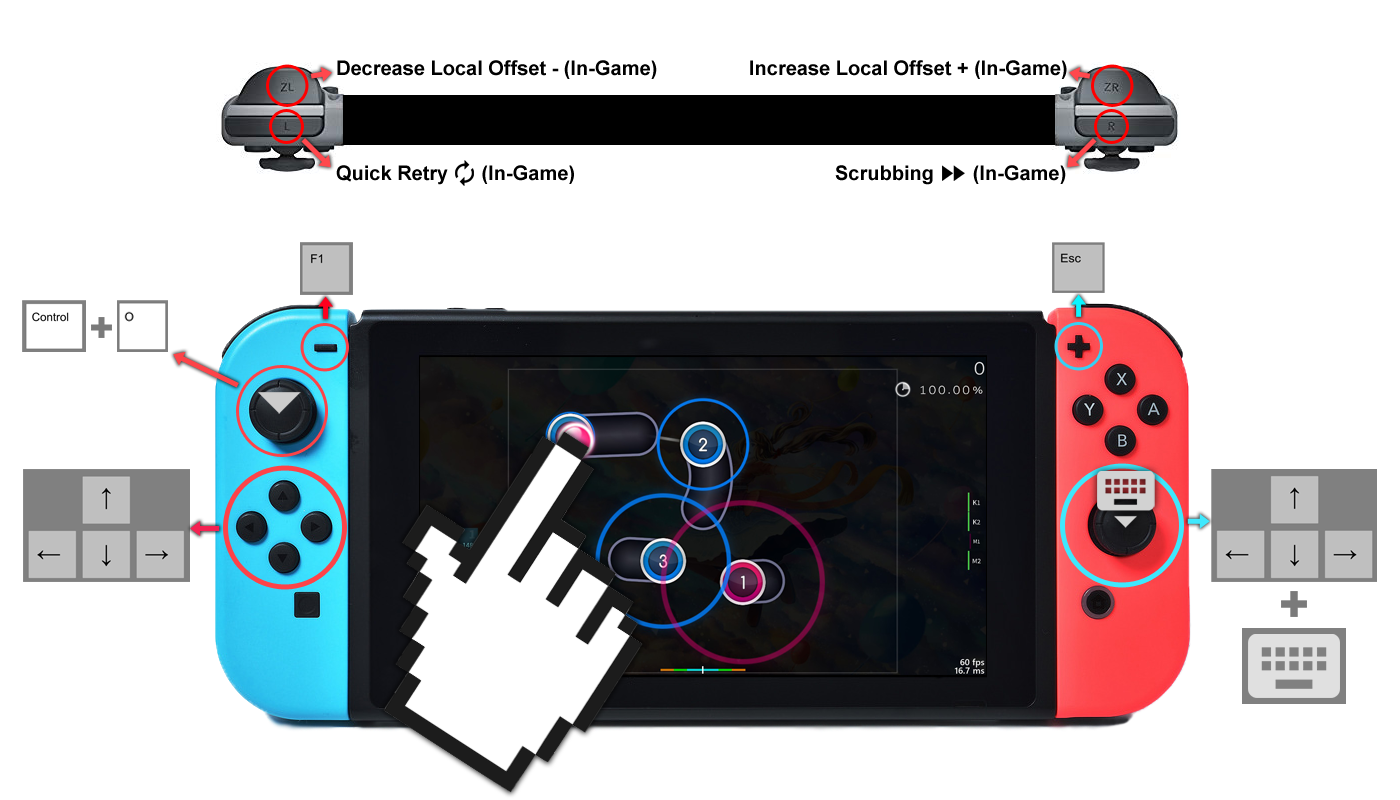 Decrease Local Offset - (In-Game)
Increase Local Offset + (In-Game)
ZL
ZR
L
R
Quick Retry (In-Game)
Scrubbing (In-Game)
F1
Esc
Control + O
0
100.00%
X
Y
A
B
2
3
1
K1
K2
M1
M2
↑
← ↓ →
↑
← ↓ →
+
60 fps
16.7 ms